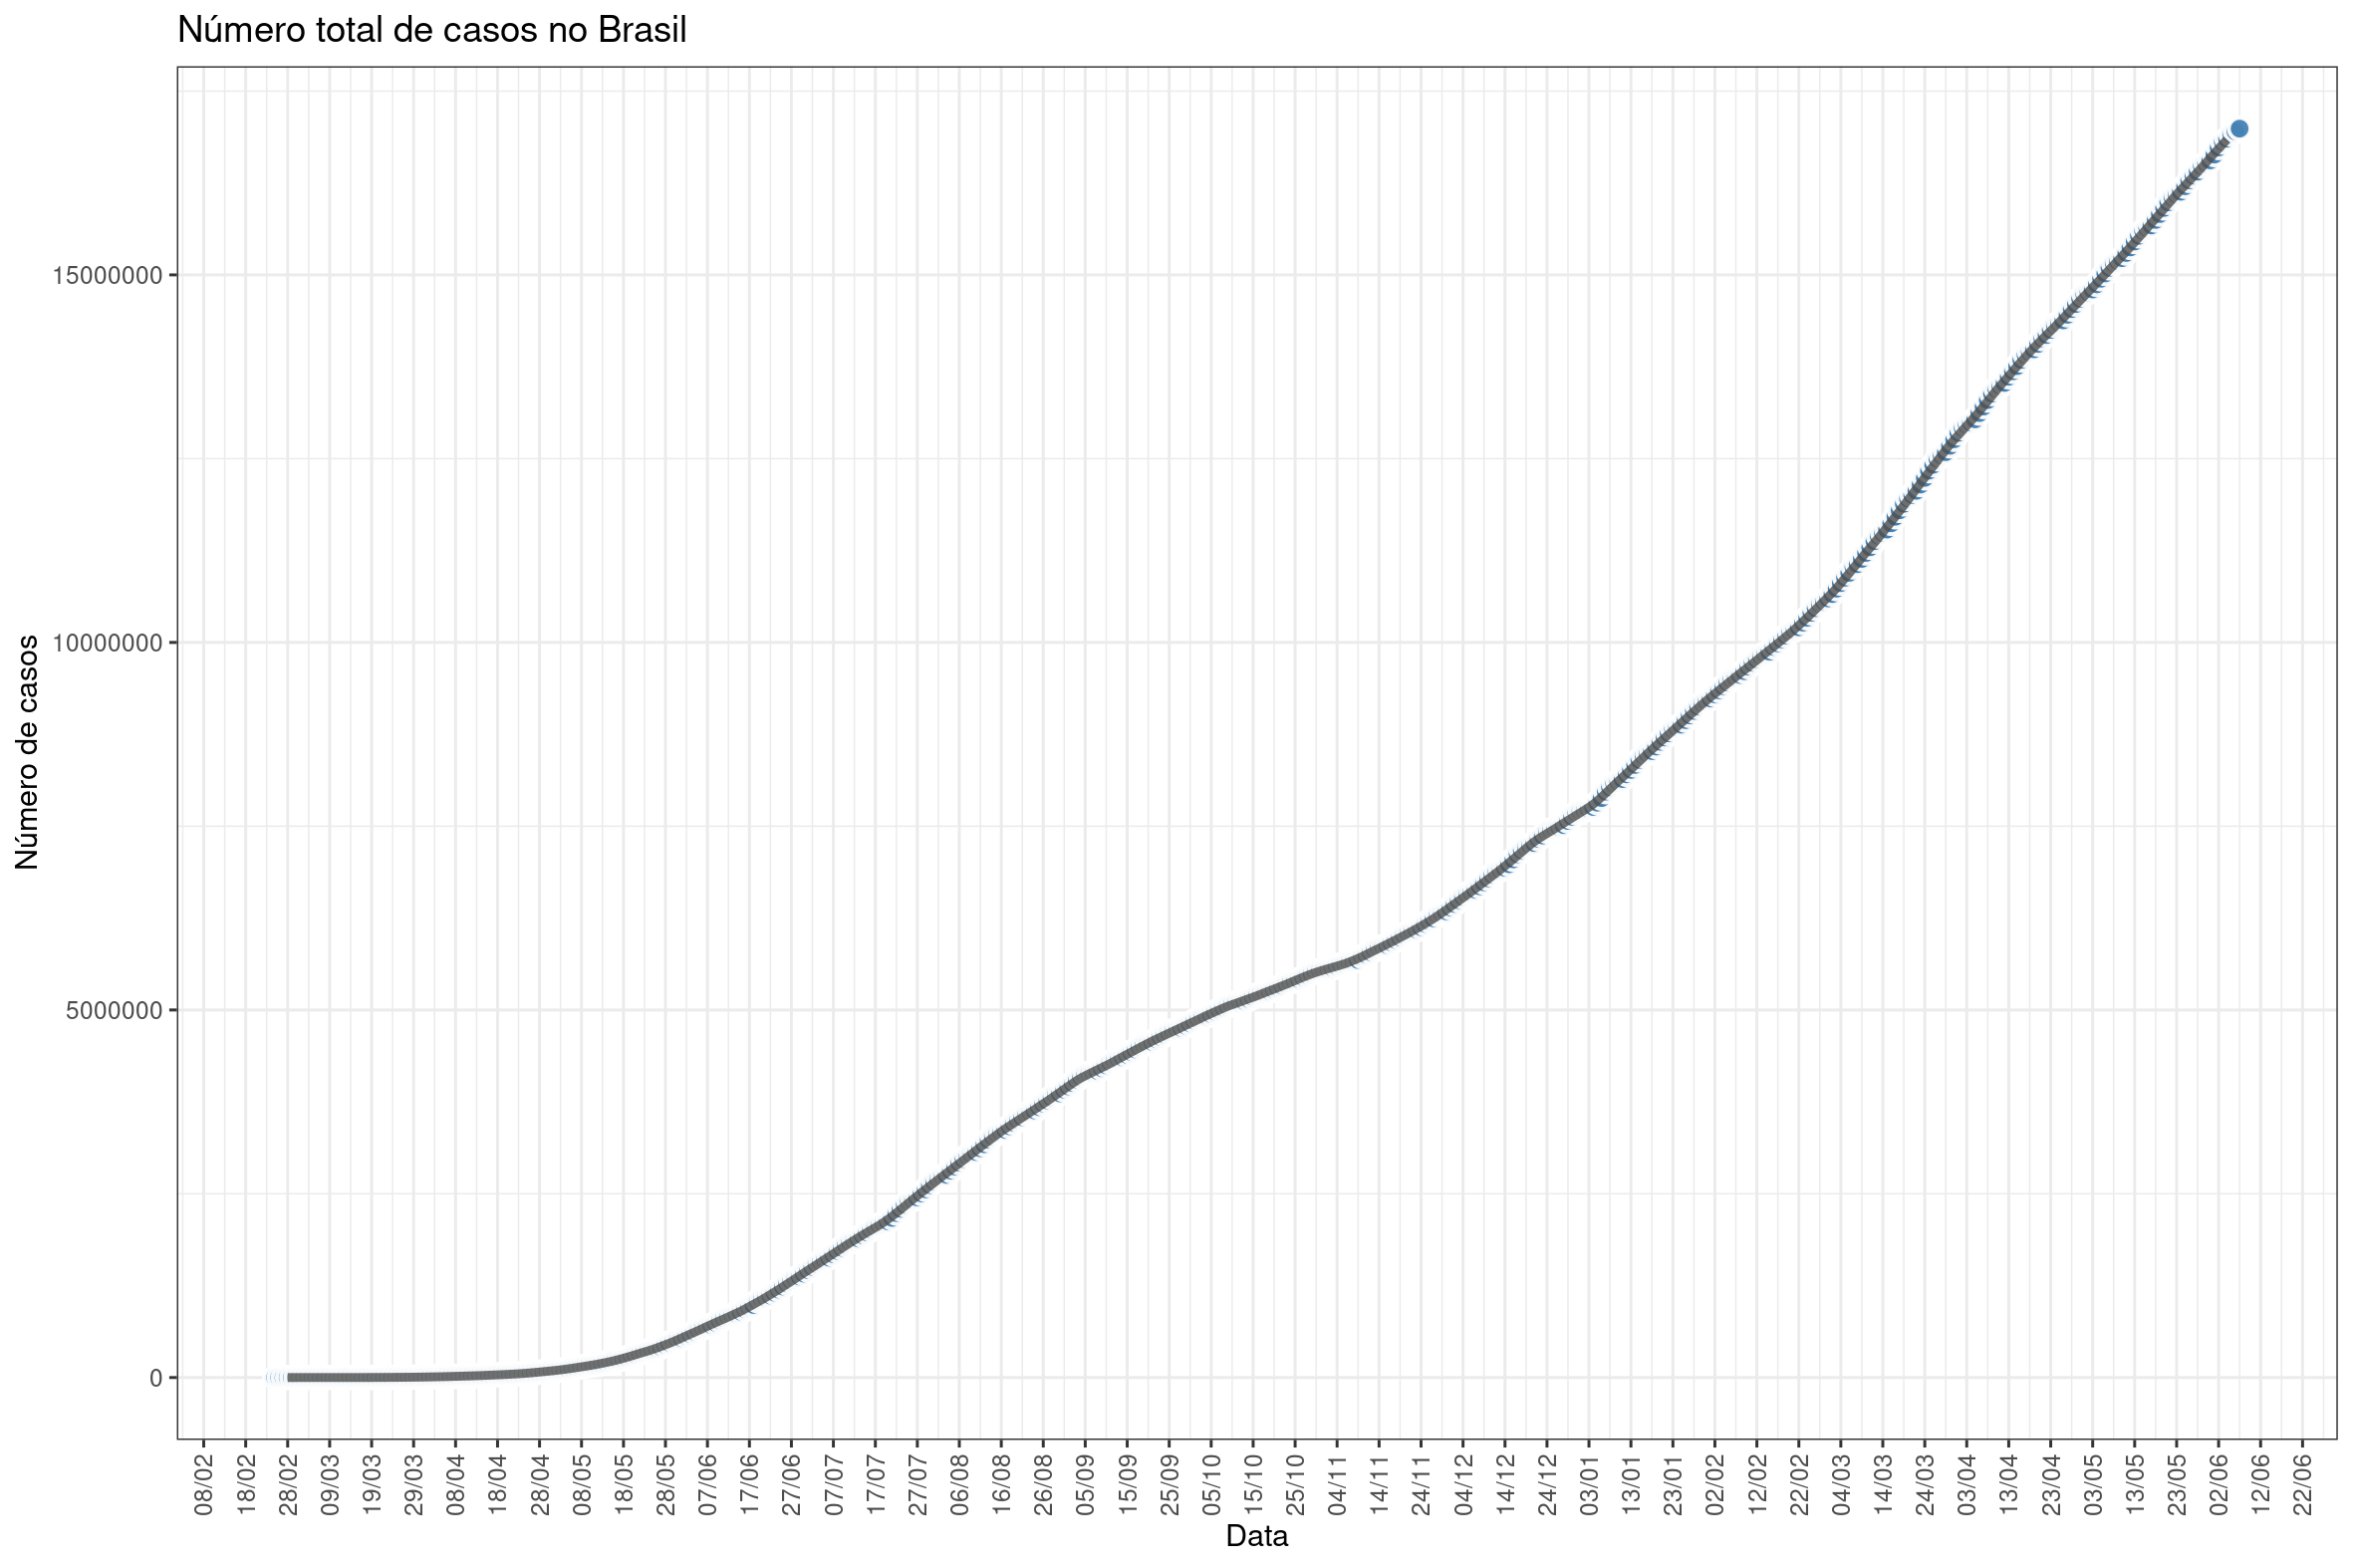 Número total de casos no Brasil
Número de casos
15000000
10000000
5000000
0
08/02 18/02 28/02 09/03 19/03 29/03 08/04 18/04 28/04 08/05 18/05 28/05 07/06 17/06 27/06 07/07 17/07 27/07 06/08 16/08 26/08 05/09 15/09 25/09 05/10 15/10 25/10 04/11 14/11 24/11 04/12 14/12 24/12 03/01 13/01 23/01 02/02 12/02 22/02 04/03 14/03 24/03 03/04 13/04 23/04 03/05 13/05 23/05 02/06 12/06 22/06
Data